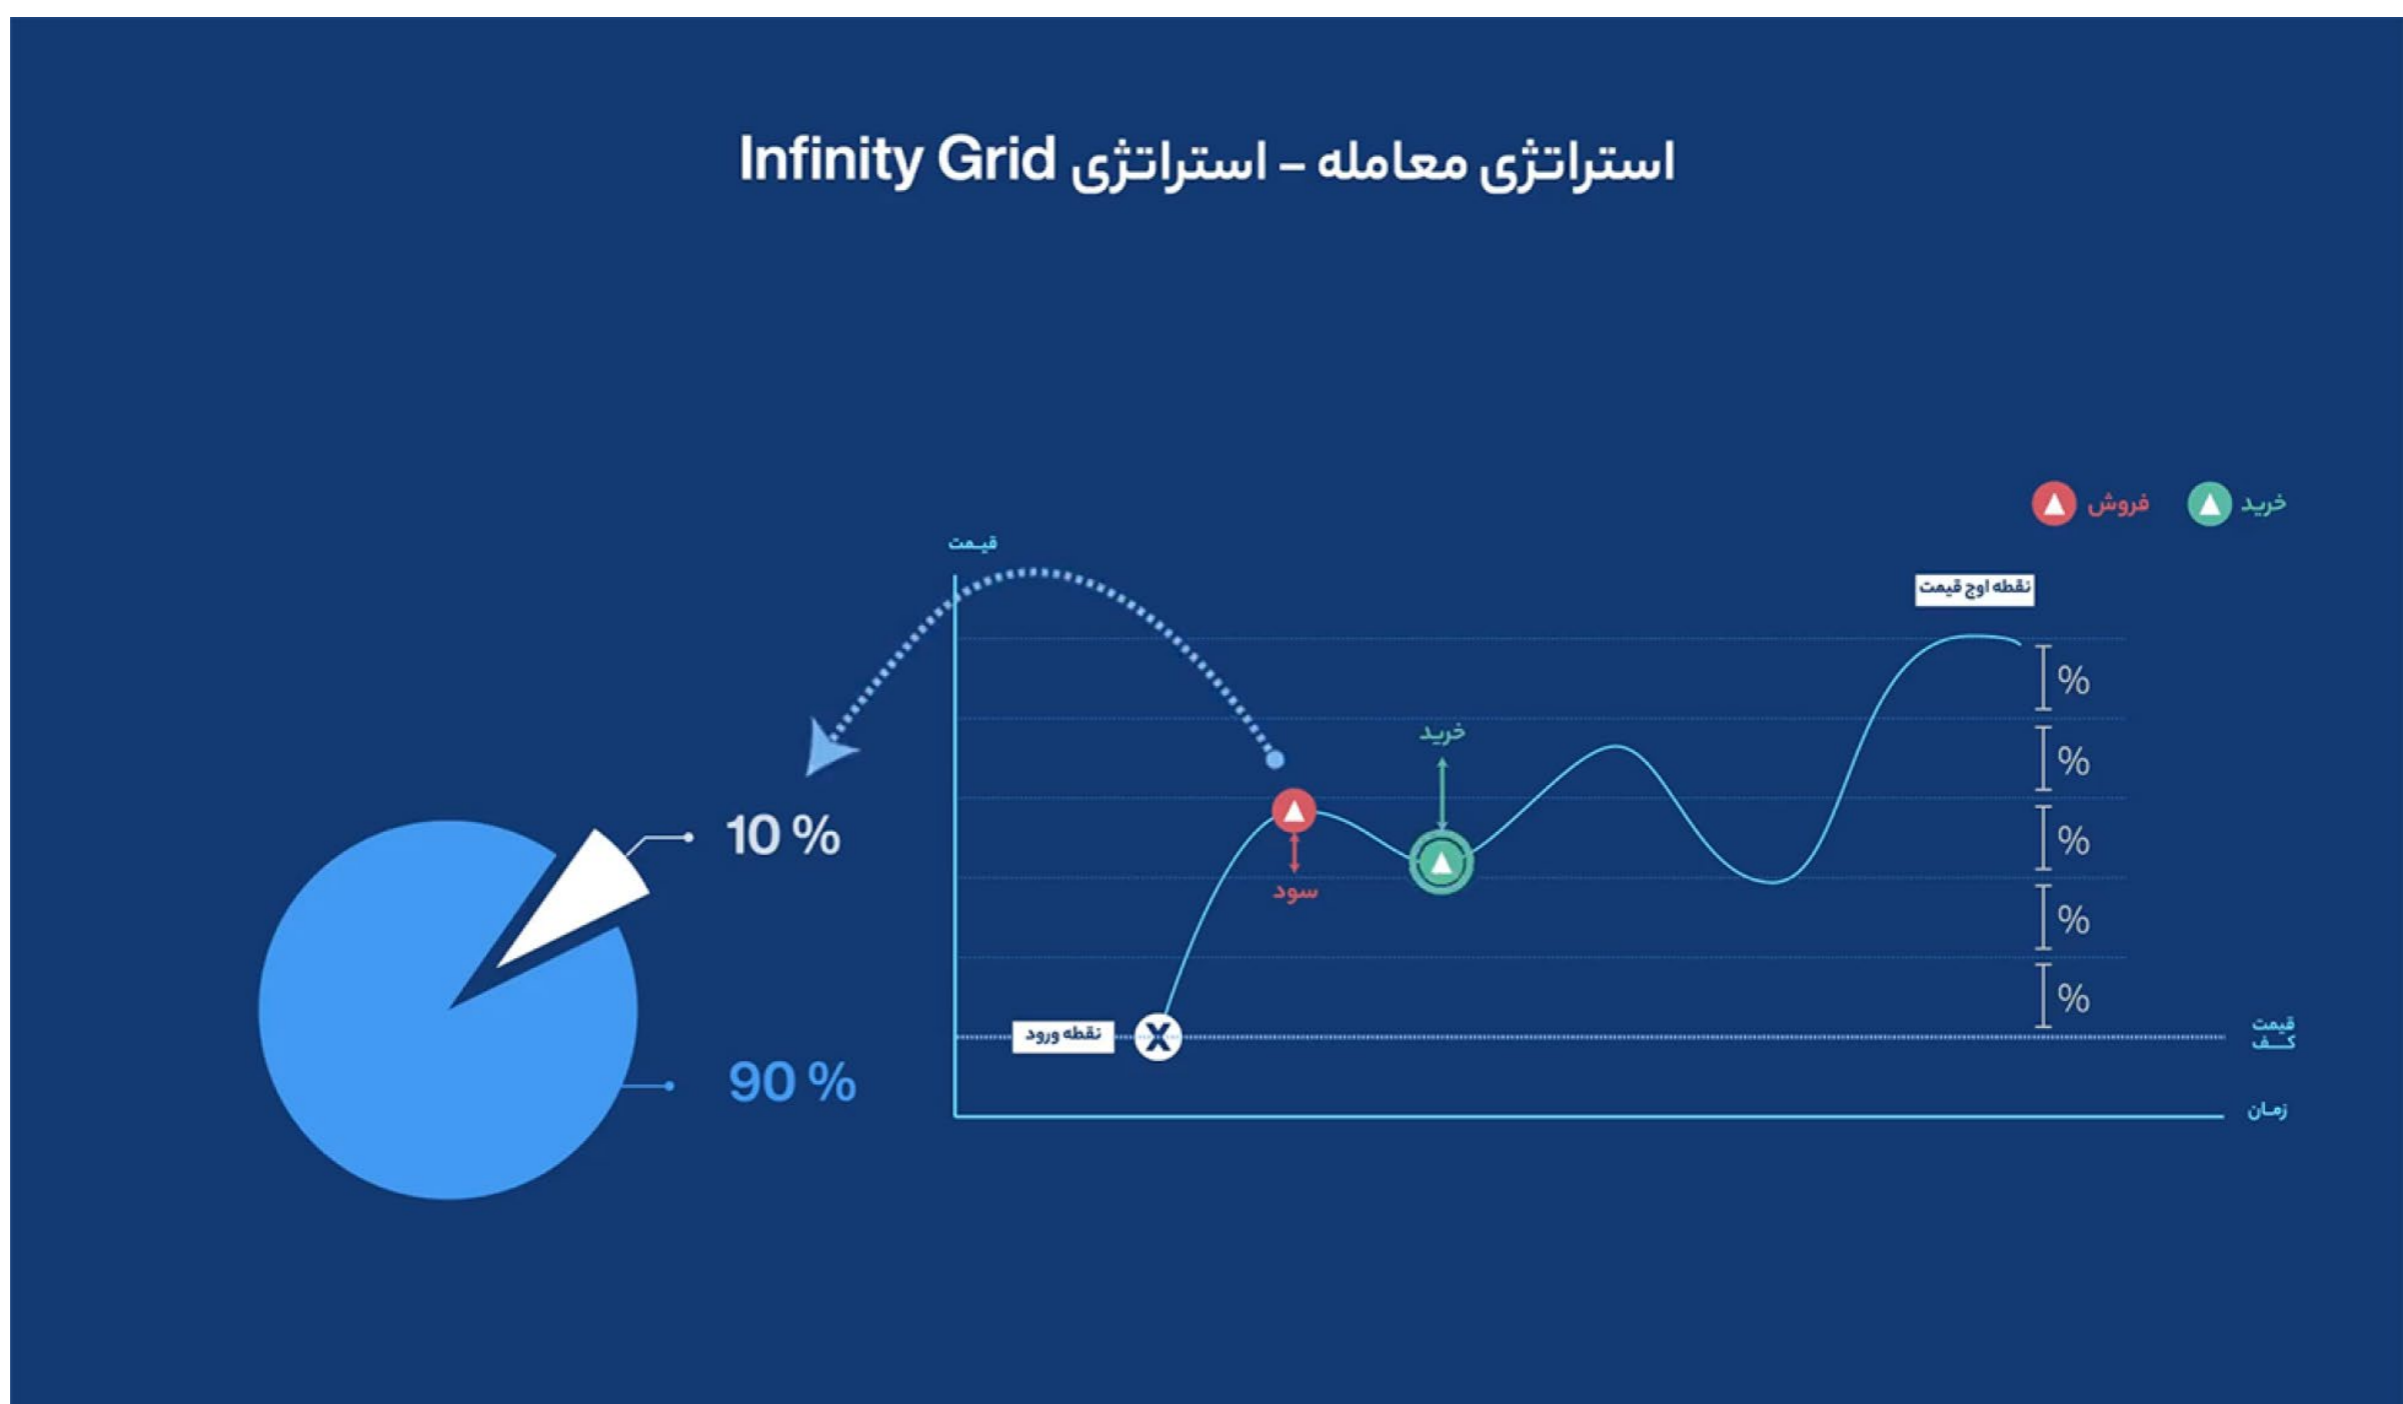 استراتژی معامله – استراتژی Infinity Grid
خرید
فروش
قیمت
نقطه اوج قیمت
%
%
%
%
%
خرید
سود
10 %
90 %
نقطه ورود
X
قیمت
کف
زمان